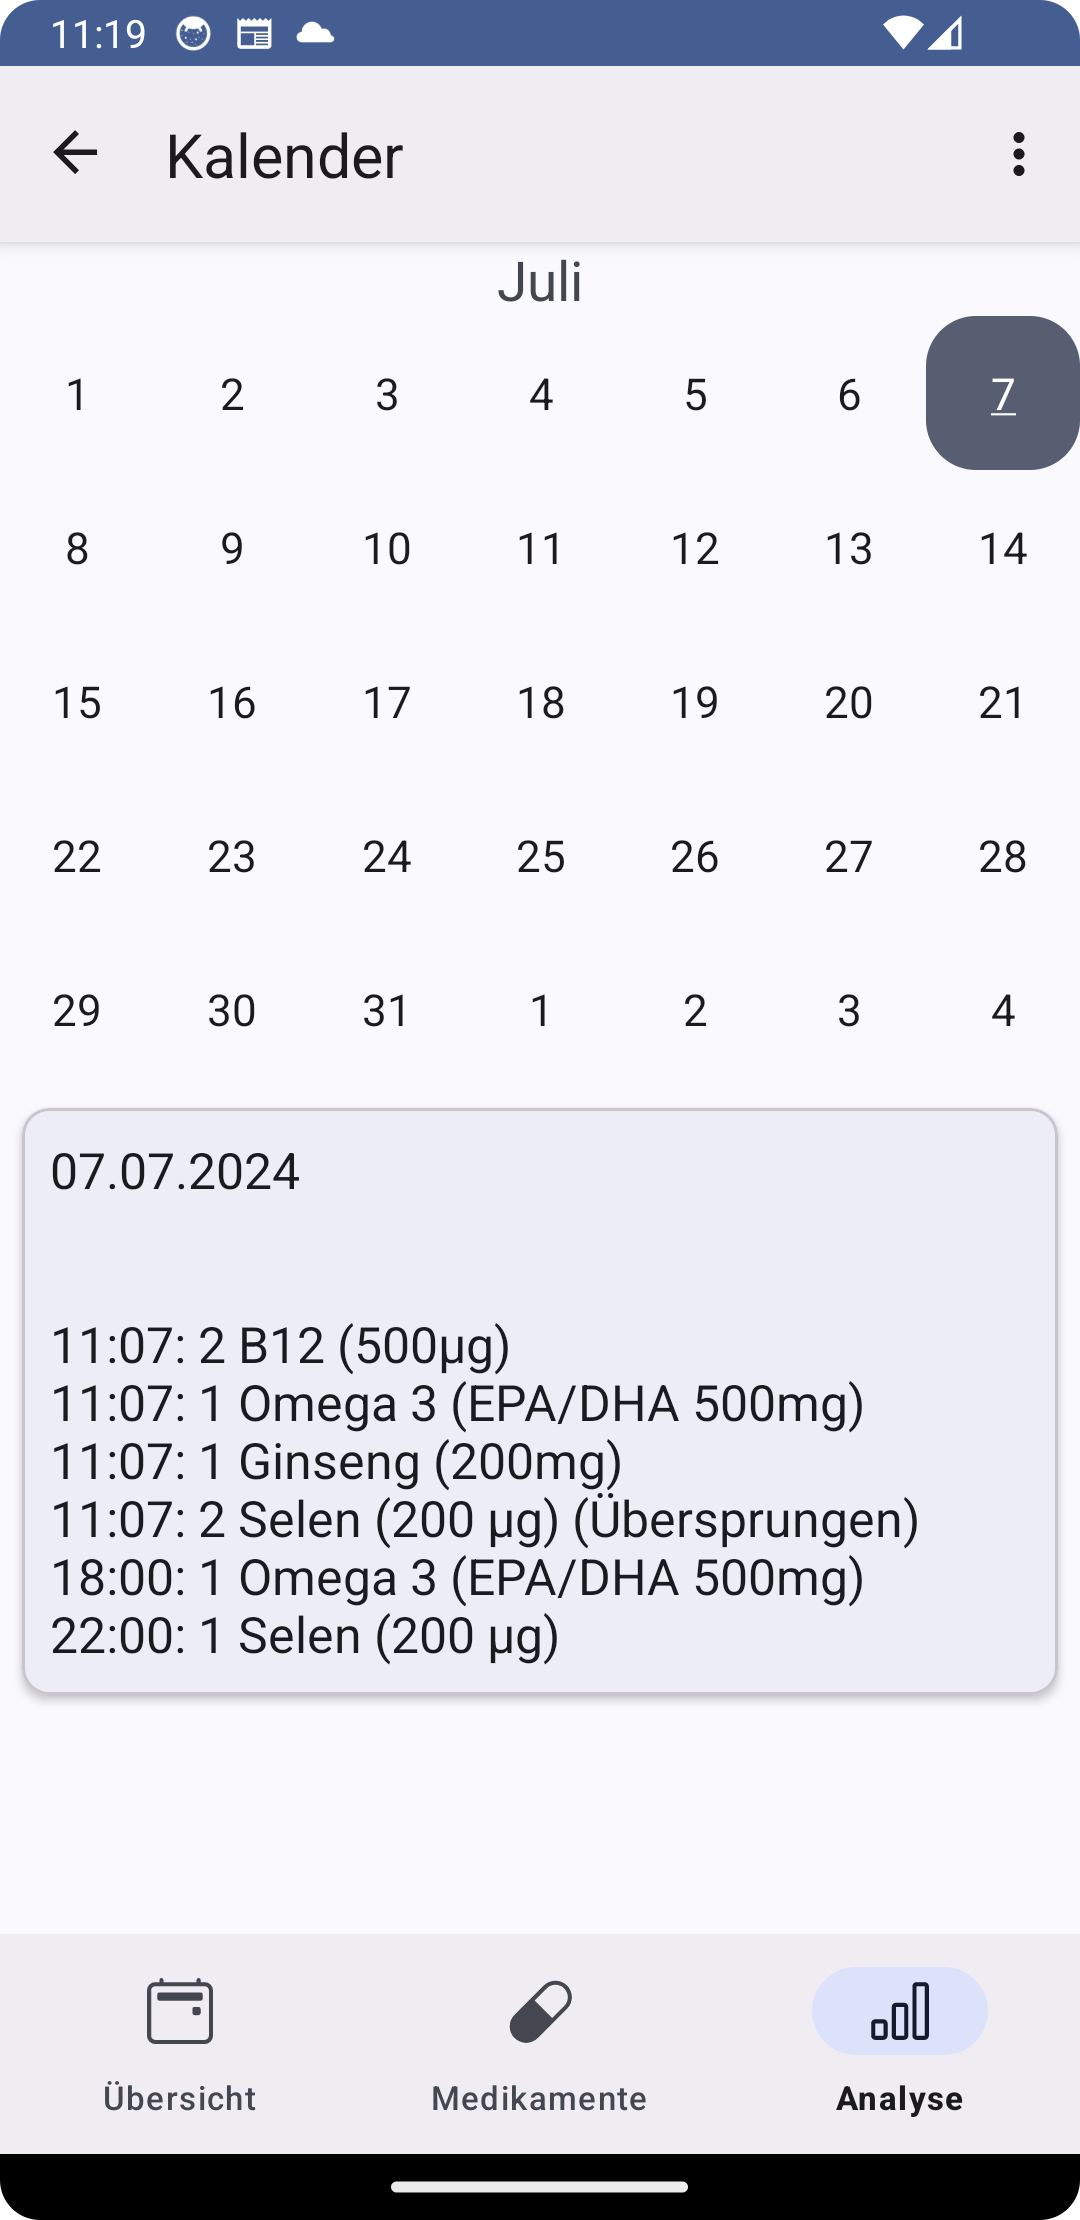 11:19
Kalender
Juli
1 2 3 4 5 6 7
8 9 10 11 12 13 14
15 16 17 18 19 20 21
22 23 24 25 26 27 28
29 30 31 1 2 3 4
07.07.2024
11:07: 2 B12 (500µg)
11:07: 1 Omega 3 (EPA/DHA 500mg)
11:07: 1 Ginseng (200mg)
11:07: 2 Selen (200 µg) (Übersprungen)
18:00: 1 Omega 3 (EPA/DHA 500mg)
22:00: 1 Selen (200 µg)
Übersicht Medikamente Analyse